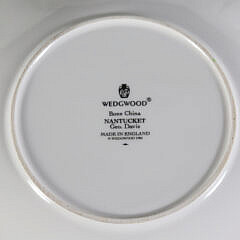 WEDGWOOD®
Bone China
NANTUCKET
Geo. Davis
MADE IN ENGLAND